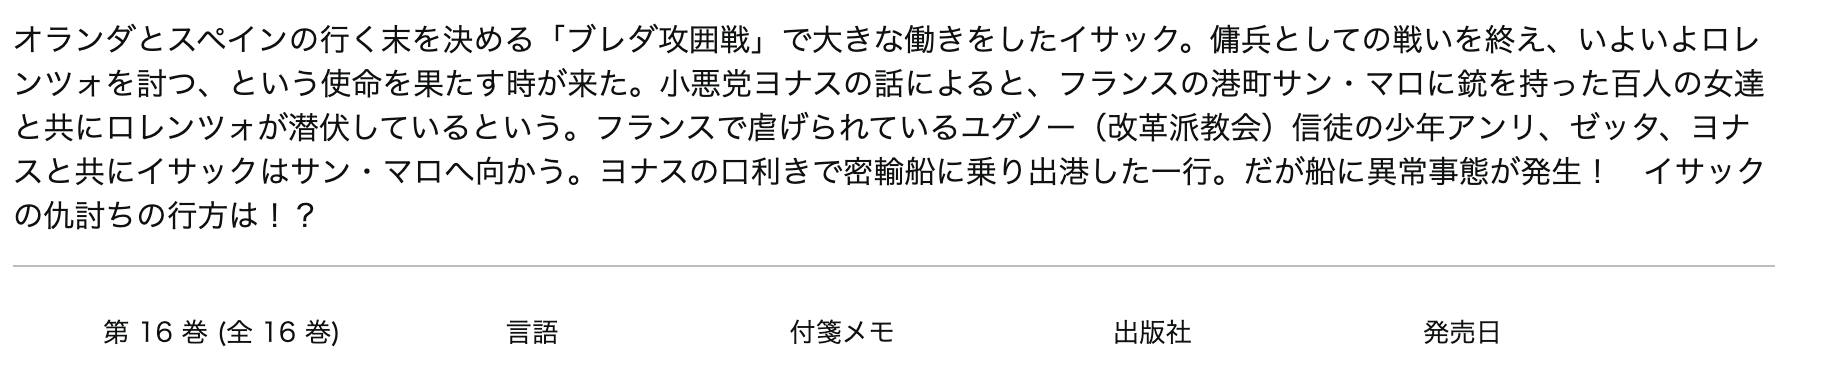 オランダとスペインの行く末を決める「ブレダ攻囲戦」で大きな働きをしたイサック。傭兵としての戦いを終え、いよいよロレ
ンツォを討つ、という使命を果たす時が来た。小悪党ヨナスの話によると、フランスの港町サン・マロに銃を持った百人の女達
と共にロレンツォが潜伏しているという。フランスで虐げられているユグノー（改革派教会）信徒の少年アンリ、ゼッタ、ヨナ
スと共にイサックはサン・マロへ向かう。ヨナスの口利きで密輸船に乗り出港した一行。だが船に異常事態が発生！　イサック
の仇討ちの行方は！？
第 16 巻 (全 16 巻)　言語　付箋メモ　出版社　発売日